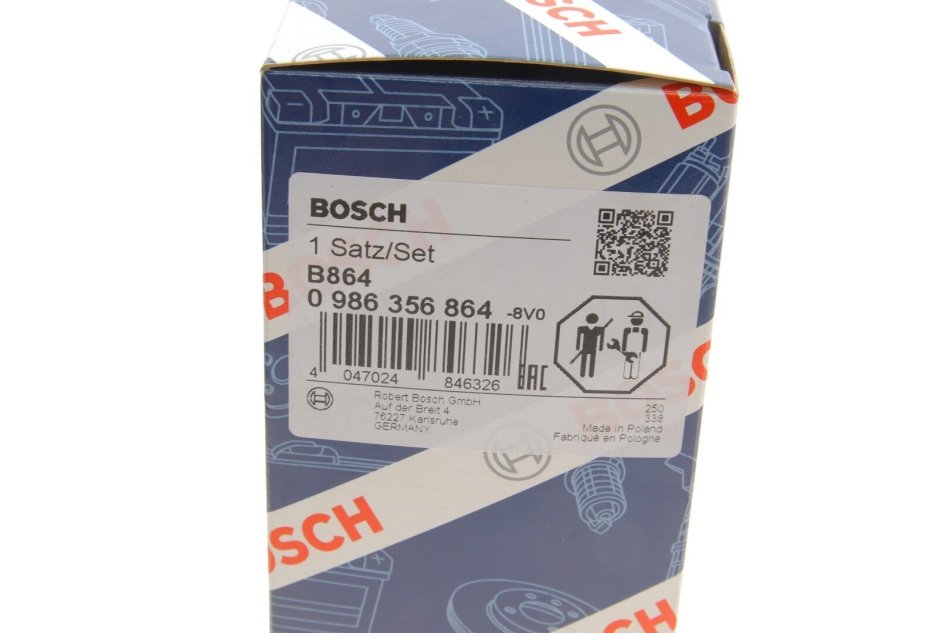 BOSCH
BOSCH
BOSCH
1 Satz/Set
B864
0 986 356 864 -8V0
4 047024 846326
EAC
Robert Bosch GmbH
Auf der Breit 4
76227 Karlsruhe
GERMANY
250
338
Made in Poland
Fabriqué en Pologne
BOSCH
BOSCH
BOSCH